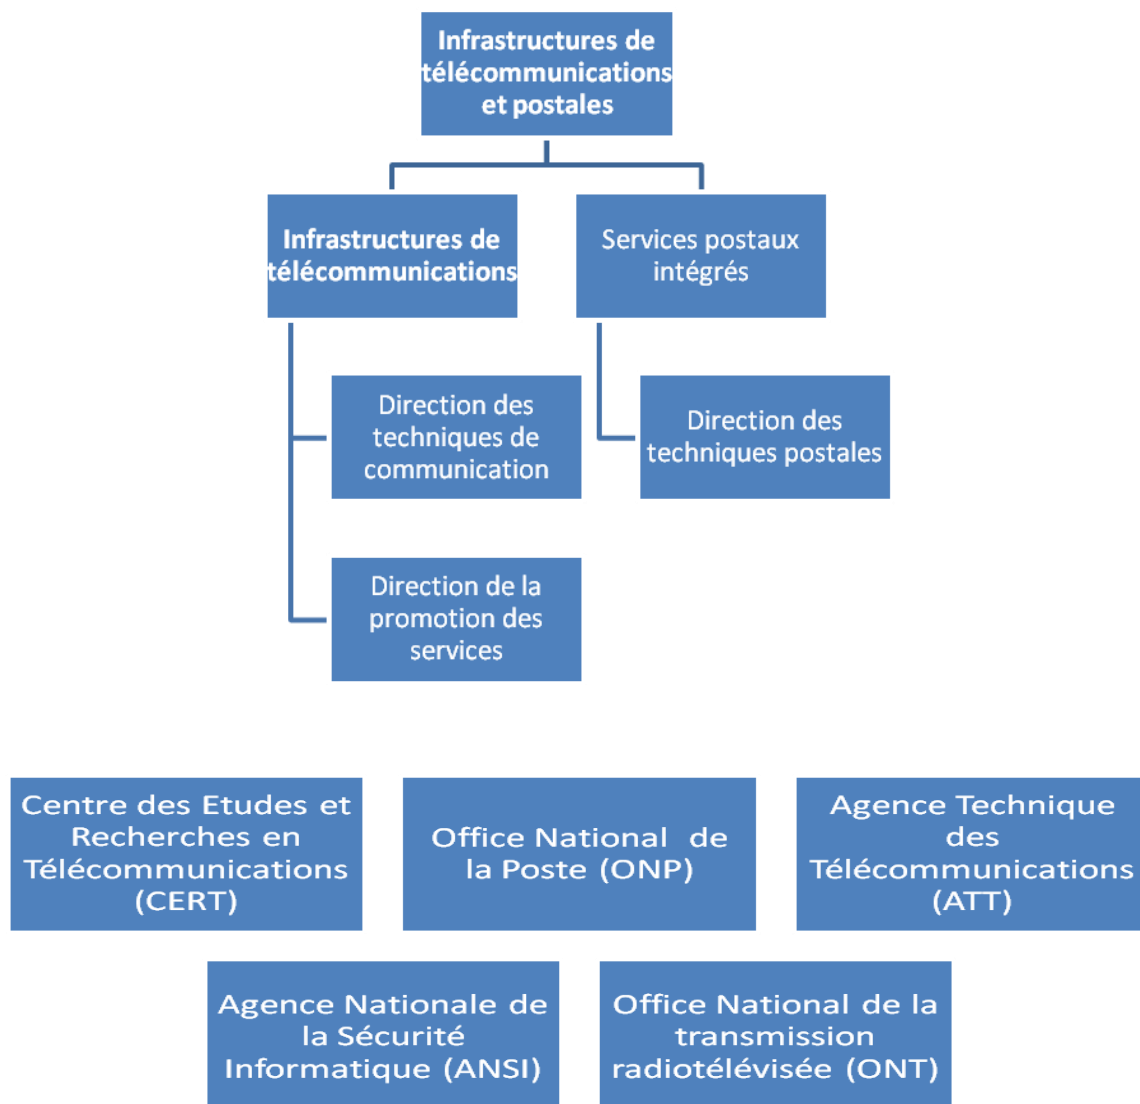 Infrastructures de
télécommunications
et postales
Infrastructures de
télécommunications
Services postaux
intégrés
Direction des
techniques de
communication
Direction des
techniques postales
Direction de la
promotion des
services
Centre des Etudes et
Recherches en
Télécommunications
(CERT)
Office National de
la Poste (ONP)
Agence Technique
des
Télécommunications
(ATT)
Agence Nationale de
la Sécurité
Informatique (ANSI)
Office National de la
transmission
radiotélévisée (ONT)